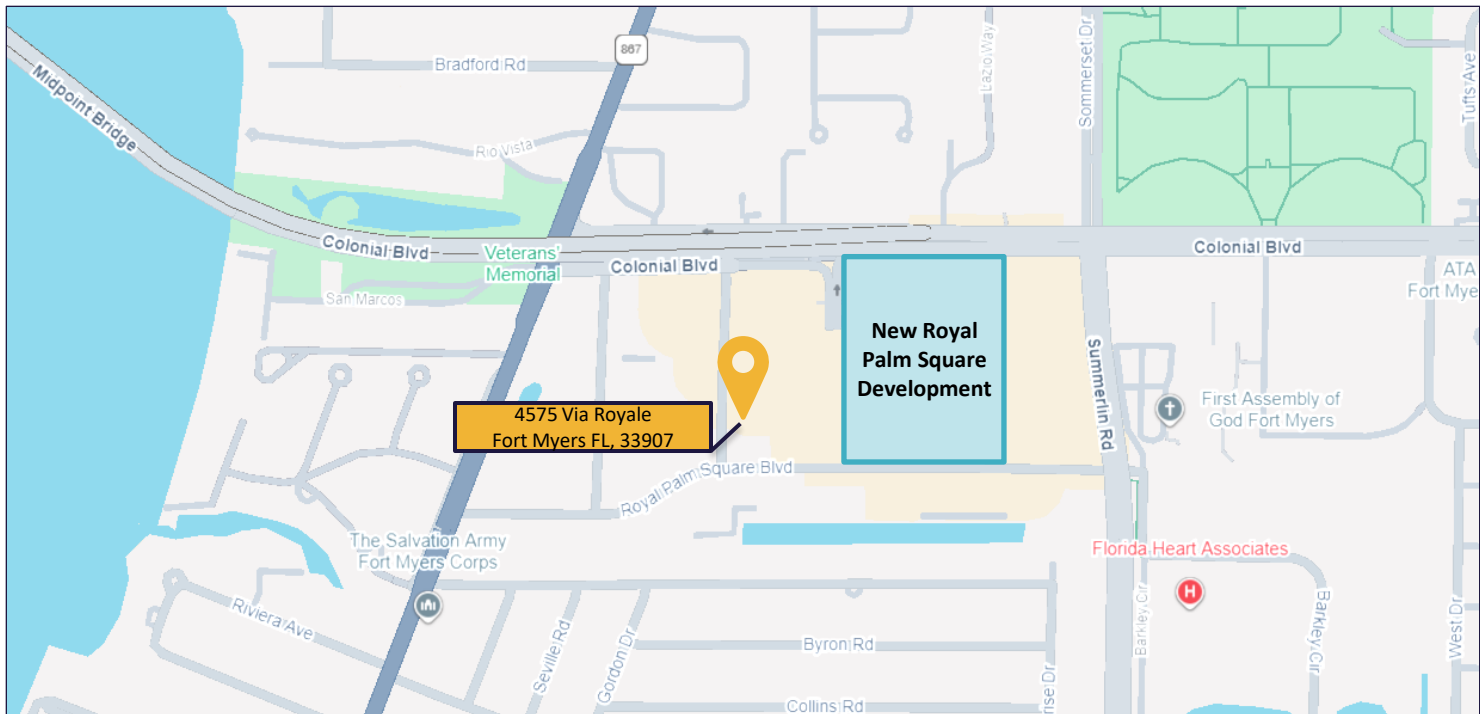 867
Bradford Rd
Lazio Way
Sommerset Dr
Tufts Ave
Midpoint Bridge
Rio Vista
Colonial Blvd
Veterans'
Memorial
Colonial Blvd
Colonial Blvd
San Marcos
ATA
Fort Mye
New Royal
Palm Square
Development
Summerlin Rd
4575 Via Royale
Fort Myers FL, 33907
First Assembly of
God Fort Myers
Royal Palm Square Blvd
The Salvation Army
Fort Myers Corps
Florida Heart Associates
H
Riviera Ave
Seville Rd
Gordon Dr
Byron Rd
Barkley Cir
Barkley Cir
West Dr
rise Dr
Collins Rd